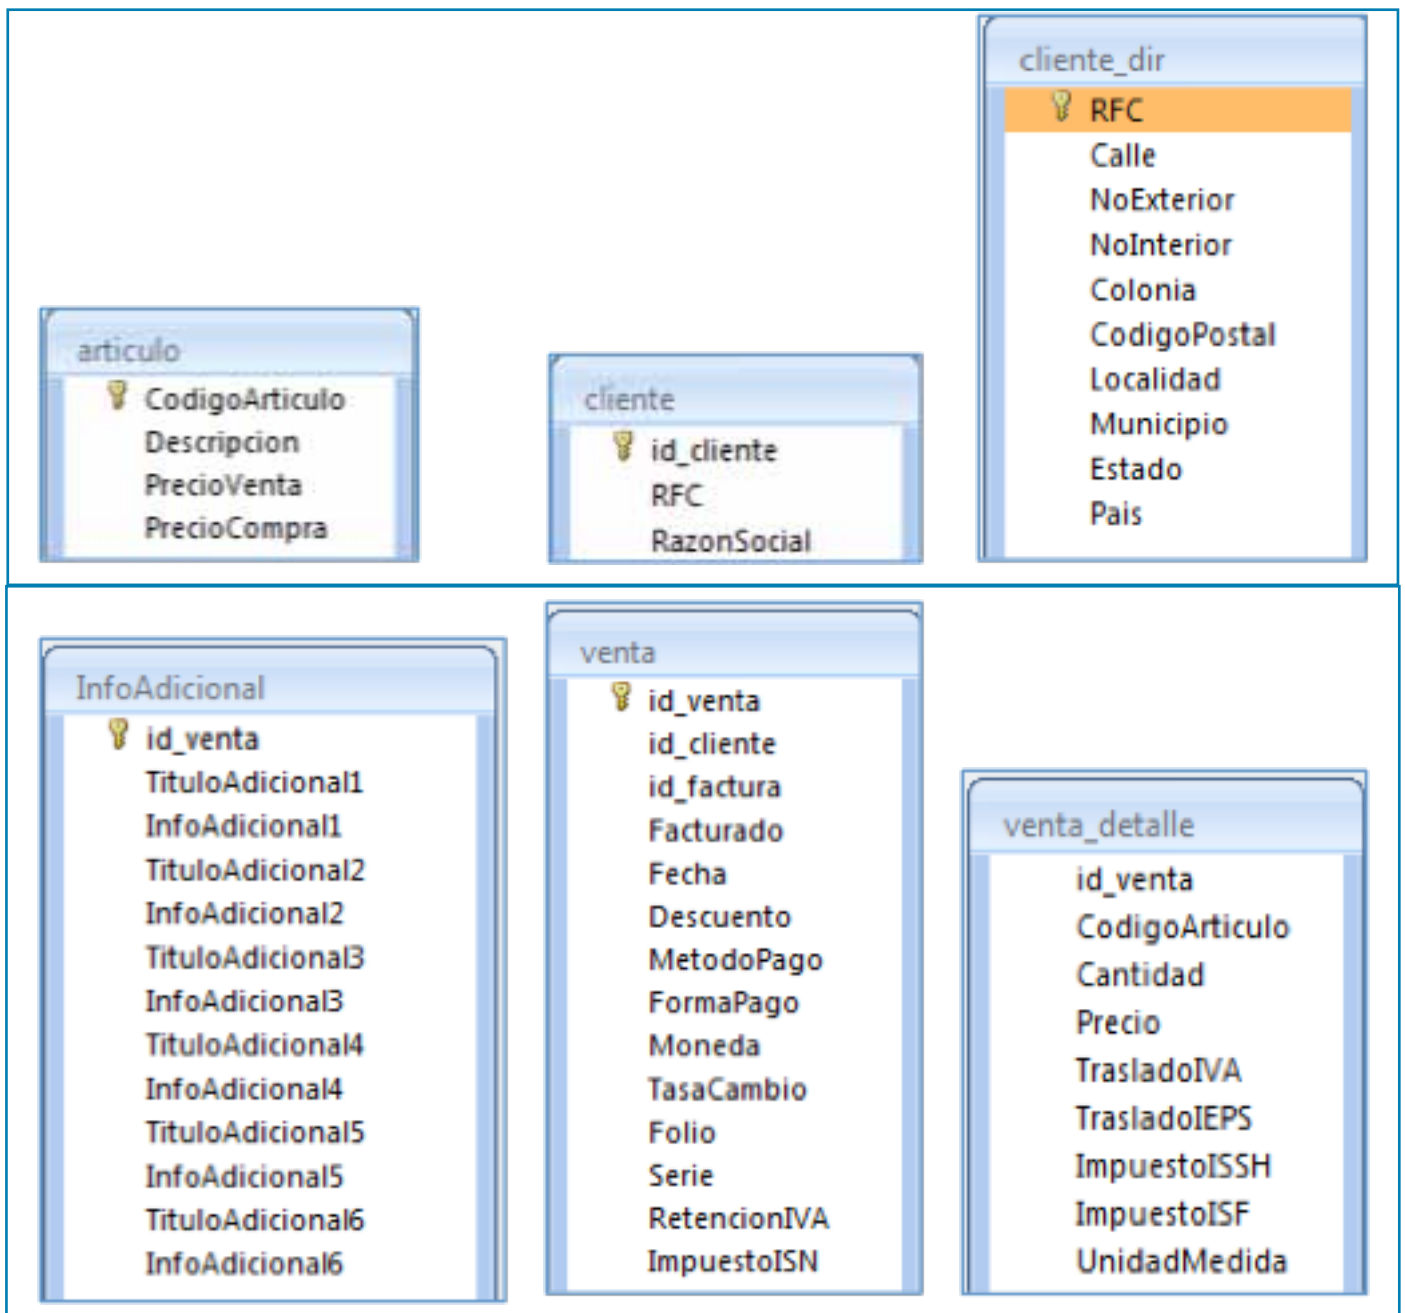 articulo
CodigoArticulo
Descripcion
PrecioVenta
PrecioCompra
cliente
id_cliente
RFC
RazonSocial
cliente_dir
RFC
Calle
NoExterior
NoInterior
Colonia
CodigoPostal
Localidad
Municipio
Estado
Pais
InfoAdicional
id_venta
TituloAdicional1
InfoAdicional1
TituloAdicional2
InfoAdicional2
TituloAdicional3
InfoAdicional3
TituloAdicional4
InfoAdicional4
TituloAdicional5
InfoAdicional5
TituloAdicional6
InfoAdicional6
venta
id_venta
id_cliente
id_factura
Facturado
Fecha
Descuento
MetodoPago
FormaPago
Moneda
TasaCambio
Folio
Serie
RetencionIVA
ImpuestoISN
venta_detalle
id_venta
CodigoArticulo
Cantidad
Precio
TrasladoIVA
TrasladoIEPS
ImpuestoISSH
ImpuestoISF
UnidadMedida